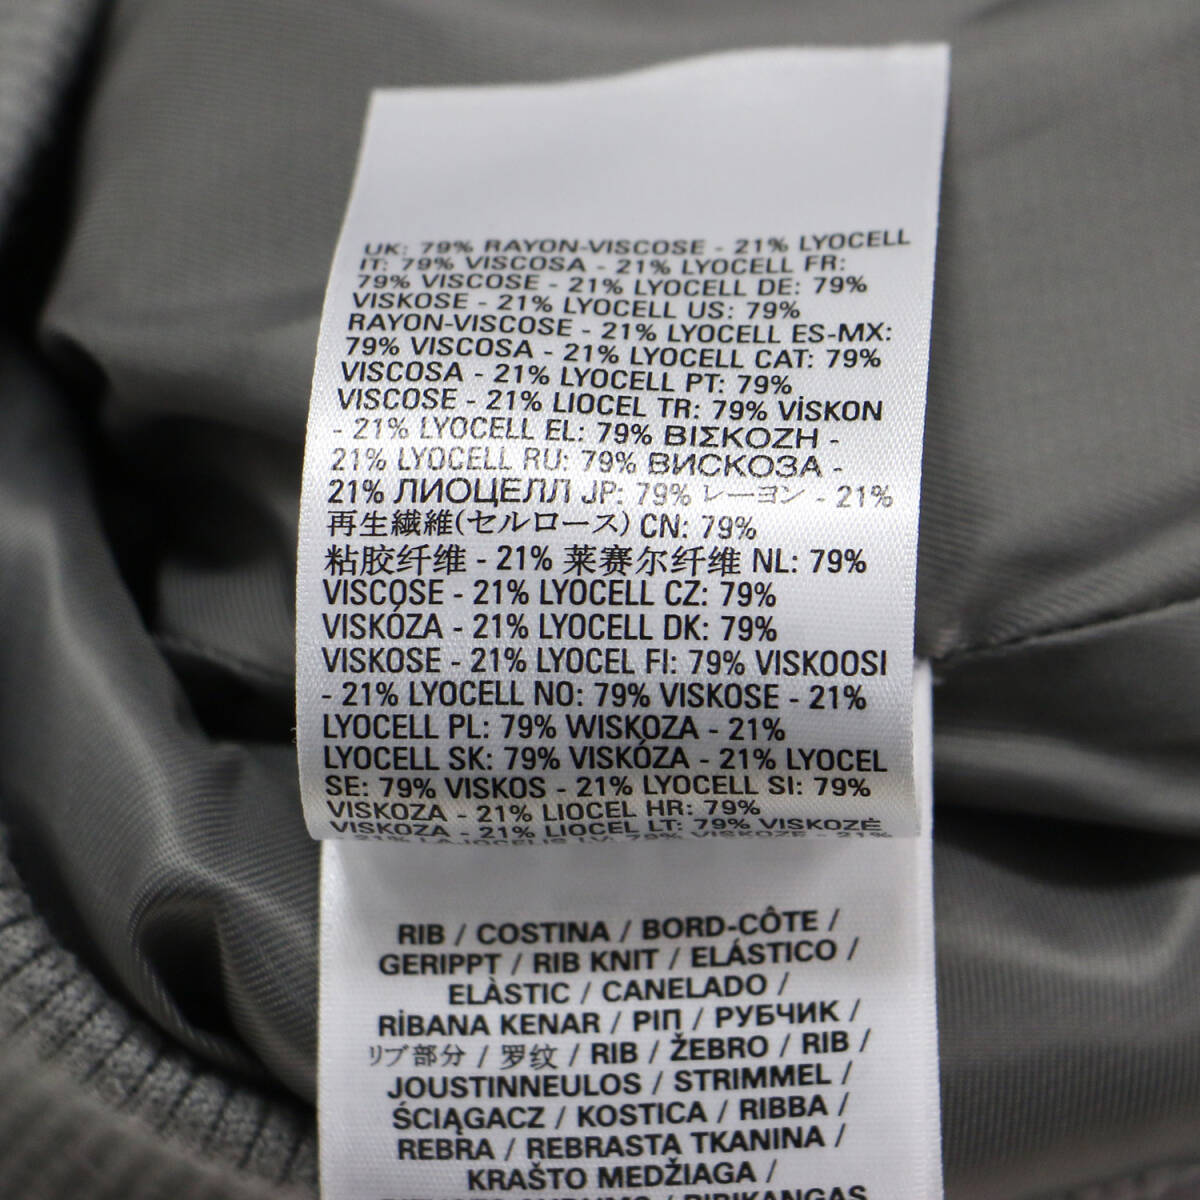 UK: 79% RAYON-VISCOSE - 21% LYOCELL
IT: 79% VISCOSA - 21% LYOCELL FR:
79% VISCOSE - 21% LYOCELL DE: 79%
VISKOSE - 21% LYOCELL US: 79%
RAYON-VISCOSE - 21% LYOCELL ES-MX:
79% VISCOSA - 21% LYOCELL CAT: 79%
VISCOSA - 21% LYOCELL PT: 79%
VISCOSE - 21% LIOCEL TR: 79% VİSKON
- 21% LYOCELL EL: 79% ΒΙΣΚΟΖΗ -
21% LYOCELL RU: 79% ВИСКОЗА -
21% ЛИОЦЕЛЛ JP: 79% レーヨン - 21%
再生繊維(セルロース) CN: 79%
粘胶纤维 - 21% 莱赛尔纤维 NL: 79%
VISCOSE - 21% LYOCELL CZ: 79%
VISKÓZA - 21% LYOCELL DK: 79%
VISKOSE - 21% LYOCEL FI: 79% VISKOOSI
- 21% LYOCELL NO: 79% VISKOSE - 21%
LYOCELL PL: 79% WISKOZA - 21%
LYOCELL SK: 79% VISKÓZA - 21% LYOCEL
SE: 79% VISKOS - 21% LYOCELL SI: 79%
VISKOZA - 21% LIOCEL HR: 79%
VISKOZA - 21% LIOCEL LT: 79% VISKOZĖ
- 21% LAJOCELIS LV: 79% VISKOZE - 21%
RIB / COSTINA / BORD-CÔTE /
GERIPPT / RIB KNIT / ELÁSTICO /
ELÀSTIC / CANELADO /
RİBANA KENAR / ΡΙΠ / РУБЧИК /
リブ部分 / 罗纹 / RIB / ŽEBRO / RIB /
JOUSTINNEULOS / STRIMMEL /
ŚCIĄGACZ / KOSTICA / RIBBA /
REBRA / REBRASTA TKANINA /
KRAŠTO MEDŽIAGA /
RIBIKANGAS